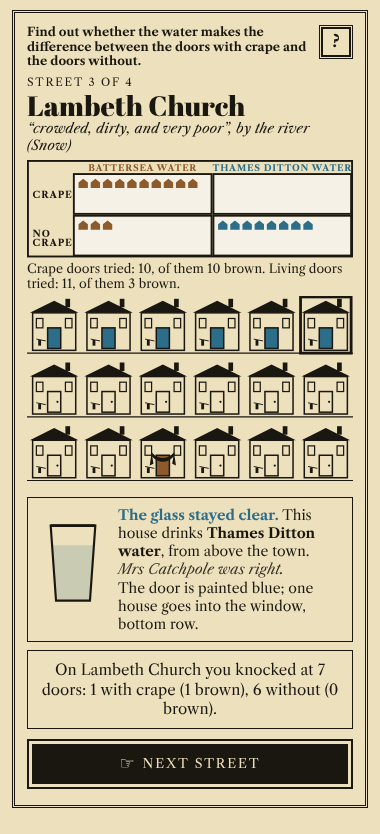 Find out whether the water makes the
difference between the doors with crape and
the doors without.
?
STREET 3 OF 4
Lambeth Church
“crowded, dirty, and very poor”, by the river
(Snow)
BATTERSEA WATER THAMES DITTON WATER
CRAPE
NO
CRAPE
Crape doors tried: 10, of them 10 brown. Living doors
tried: 11, of them 3 brown.
The glass stayed clear. This
house drinks Thames Ditton
water, from above the town.
Mrs Catchpole was right.
The door is painted blue; one
house goes into the window,
bottom row.
On Lambeth Church you knocked at 7
doors: 1 with crape (1 brown), 6 without (0
brown).
☞ NEXT STREET